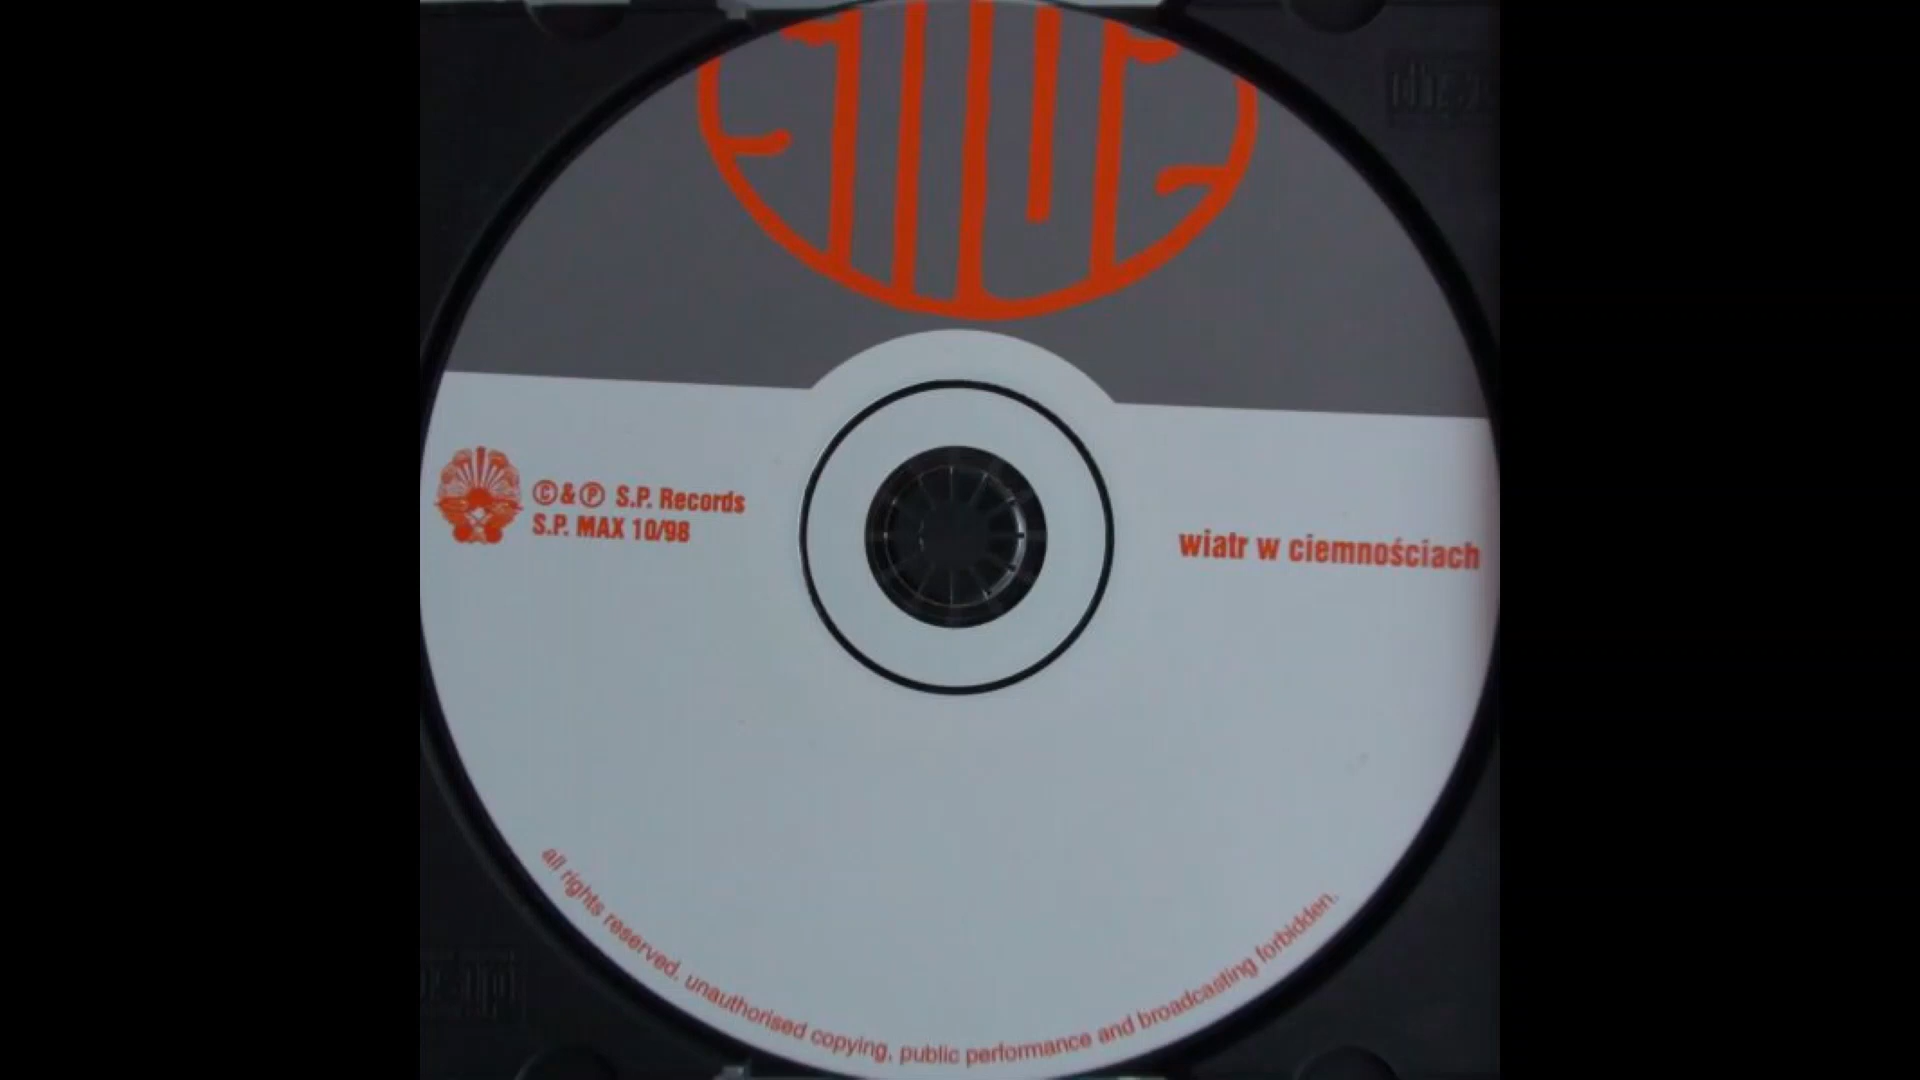 ©&℗ S.P. Records
S.P. MAX 10/98
wiatr w ciemnościach
all rights reserved, unauthorised copying, public performance and broadcasting forbidden.